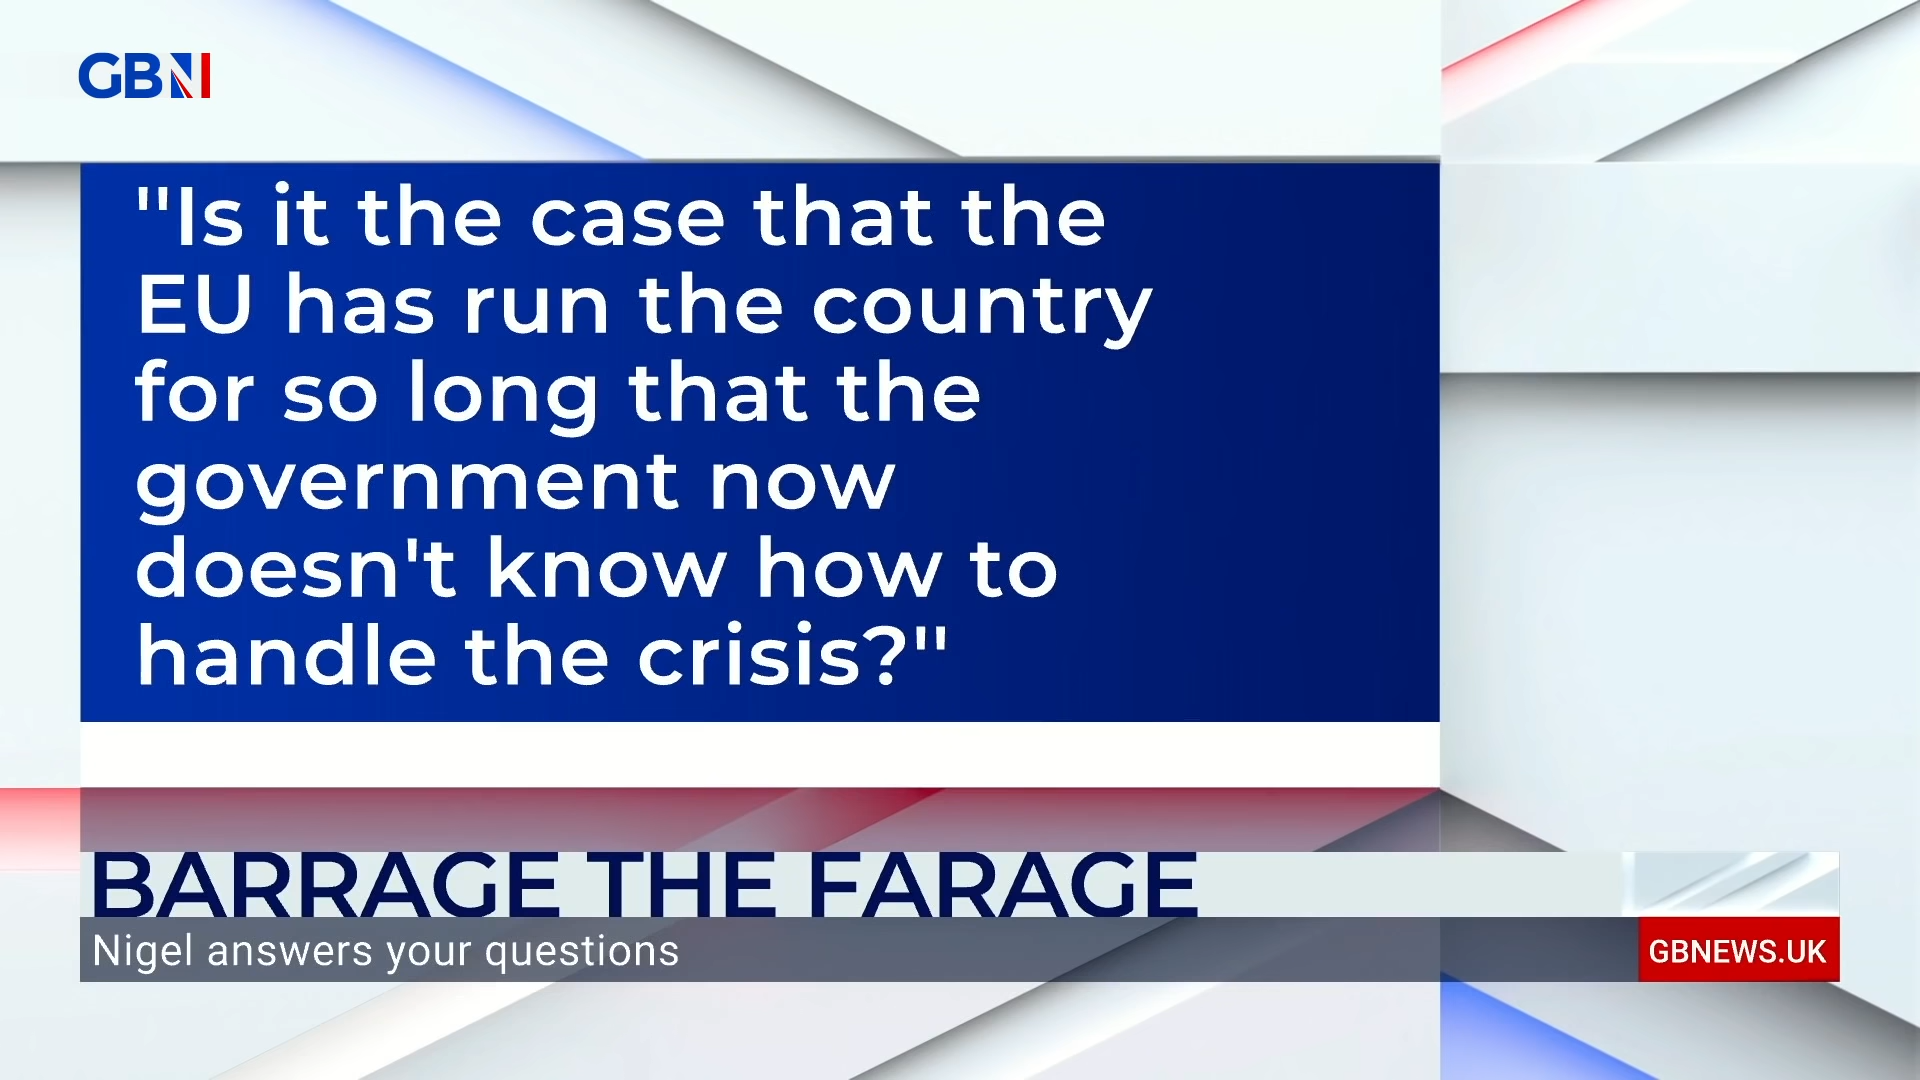 GBN
"Is it the case that the
EU has run the country
for so long that the
government now
doesn't know how to
handle the crisis?"
BARRAGE THE FARAGE
Nigel answers your questions
GBNEWS.UK